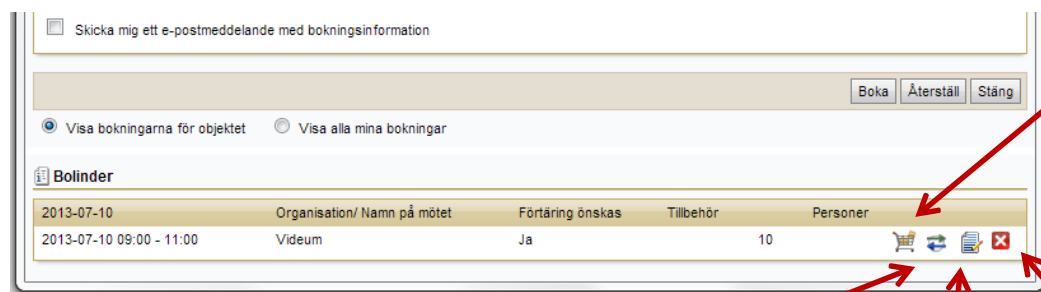 Skicka mig ett e-postmeddelande med bokningsinformation
Boka Återställ Stäng
Visa bokningarna för objektet Visa alla mina bokningar
Bolinder
2013-07-10 Organisation/ Namn på mötet Förtäring önskas Tillbehör Personer
2013-07-10 09:00 - 11:00 Videum Ja 10